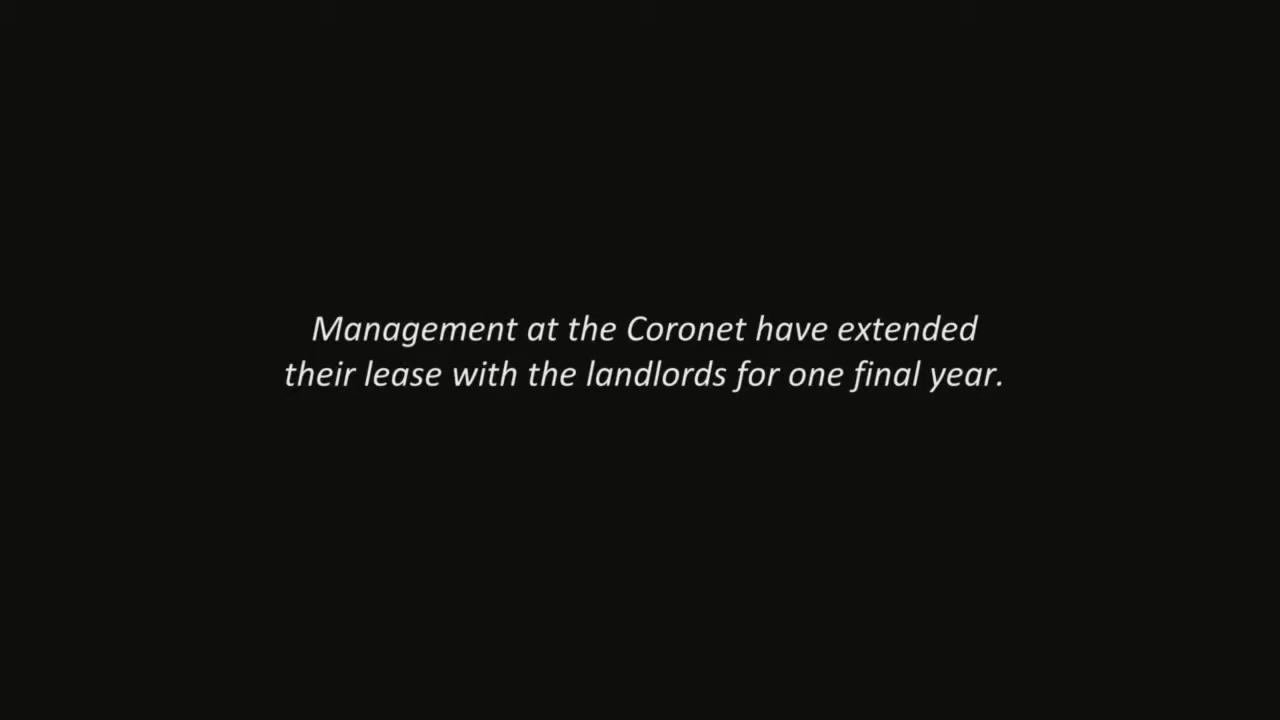 Management at the Coronet have extended
their lease with the landlords for one final year.